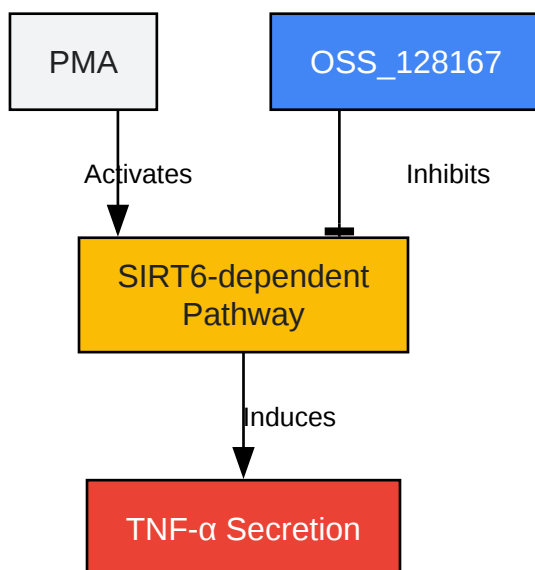 PMA
OSS_128167
Activates
Inhibits
SIRT6-dependent
Pathway
Induces
TNF-α Secretion